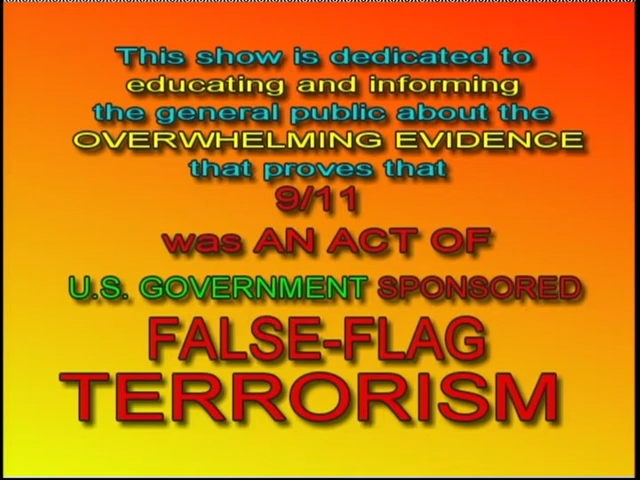 This show is dedicated to
educating and informing
the general public about the
OVERWHELMING EVIDENCE
that proves that
9/11
was AN ACT OF
U.S. GOVERNMENT SPONSORED
FALSE-FLAG
TERRORISM